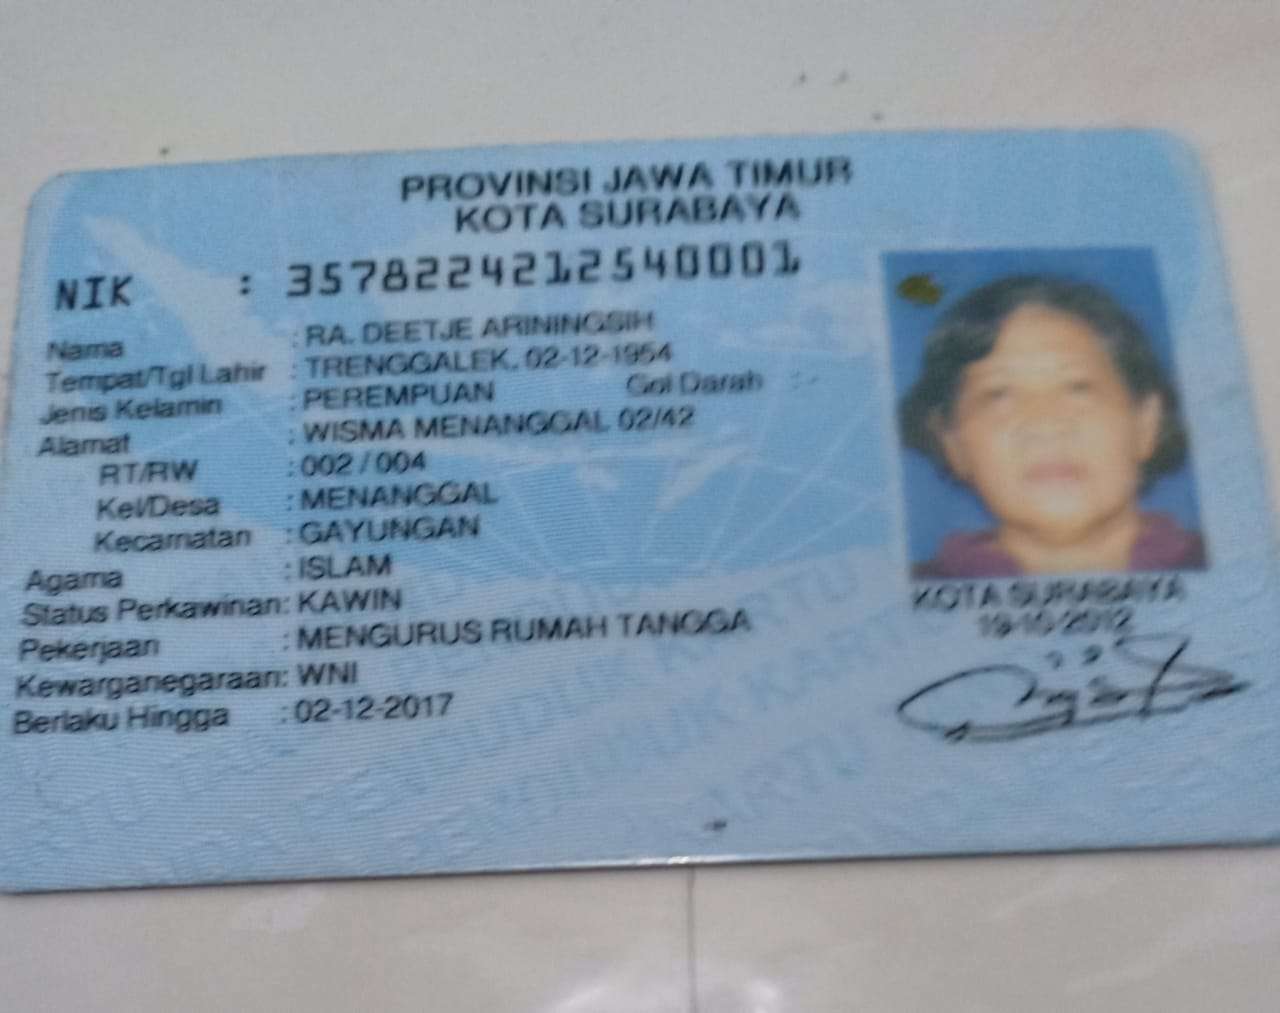 PROVINSI JAWA TIMUR
KOTA SURABAYA
NIK : 3578224212540001
Nama : RA. DEETJE ARININGSIH
Tempat/Tgl Lahir : TRENGGALEK, 02-12-1954
Jenis Kelamin : PEREMPUAN Gol Darah : -
Alamat : WISMA MENANGGAL 02/42
RT/RW : 002 / 004
Kel/Desa : MENANGGAL
Kecamatan : GAYUNGAN
Agama : ISLAM
Status Perkawinan: KAWIN
Pekerjaan : MENGURUS RUMAH TANGGA
Kewarganegaraan: WNI
Berlaku Hingga : 02-12-2017
KOTA SURABAYA
19-10-2012